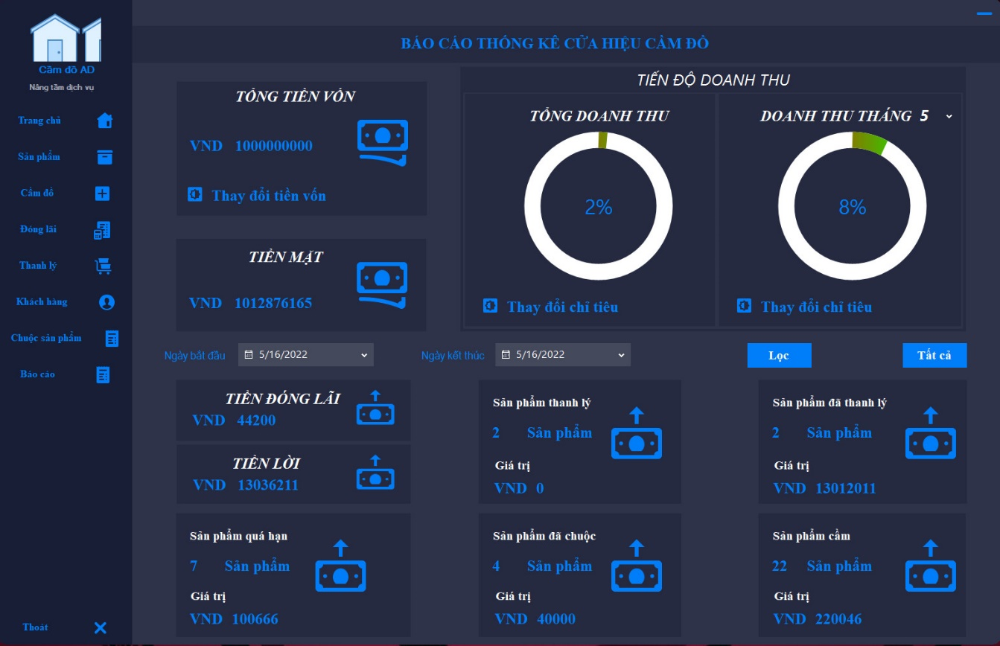 Cầm đồ AD
Nâng tầm dịch vụ
Trang chủ
Sản phẩm
Cầm đồ
Đóng lãi
Thanh lý
Khách hàng
Chuộc sản phẩm
Báo cáo
Thoát
BÁO CÁO THỐNG KÊ CỬA HIỆU CẦM ĐỒ
TỔNG TIỀN VỐN
VND 1000000000
Thay đổi tiền vốn
TIỀN MẶT
VND 1012876165
TIẾN ĐỘ DOANH THU
TỔNG DOANH THU
2%
Thay đổi chỉ tiêu
DOANH THU THÁNG 5
8%
Thay đổi chỉ tiêu
Ngày bắt đầu 5/16/2022
Ngày kết thúc 5/16/2022
Lọc
Tất cả
TIỀN ĐÓNG LÃI
VND 44200
TIỀN LỜI
VND 13036211
Sản phẩm thanh lý
2 Sản phẩm
Giá trị
VND 0
Sản phẩm đã thanh lý
2 Sản phẩm
Giá trị
VND 13012011
Sản phẩm quá hạn
7 Sản phẩm
Giá trị
VND 100666
Sản phẩm đã chuộc
4 Sản phẩm
Giá trị
VND 40000
Sản phẩm cầm
22 Sản phẩm
Giá trị
VND 220046